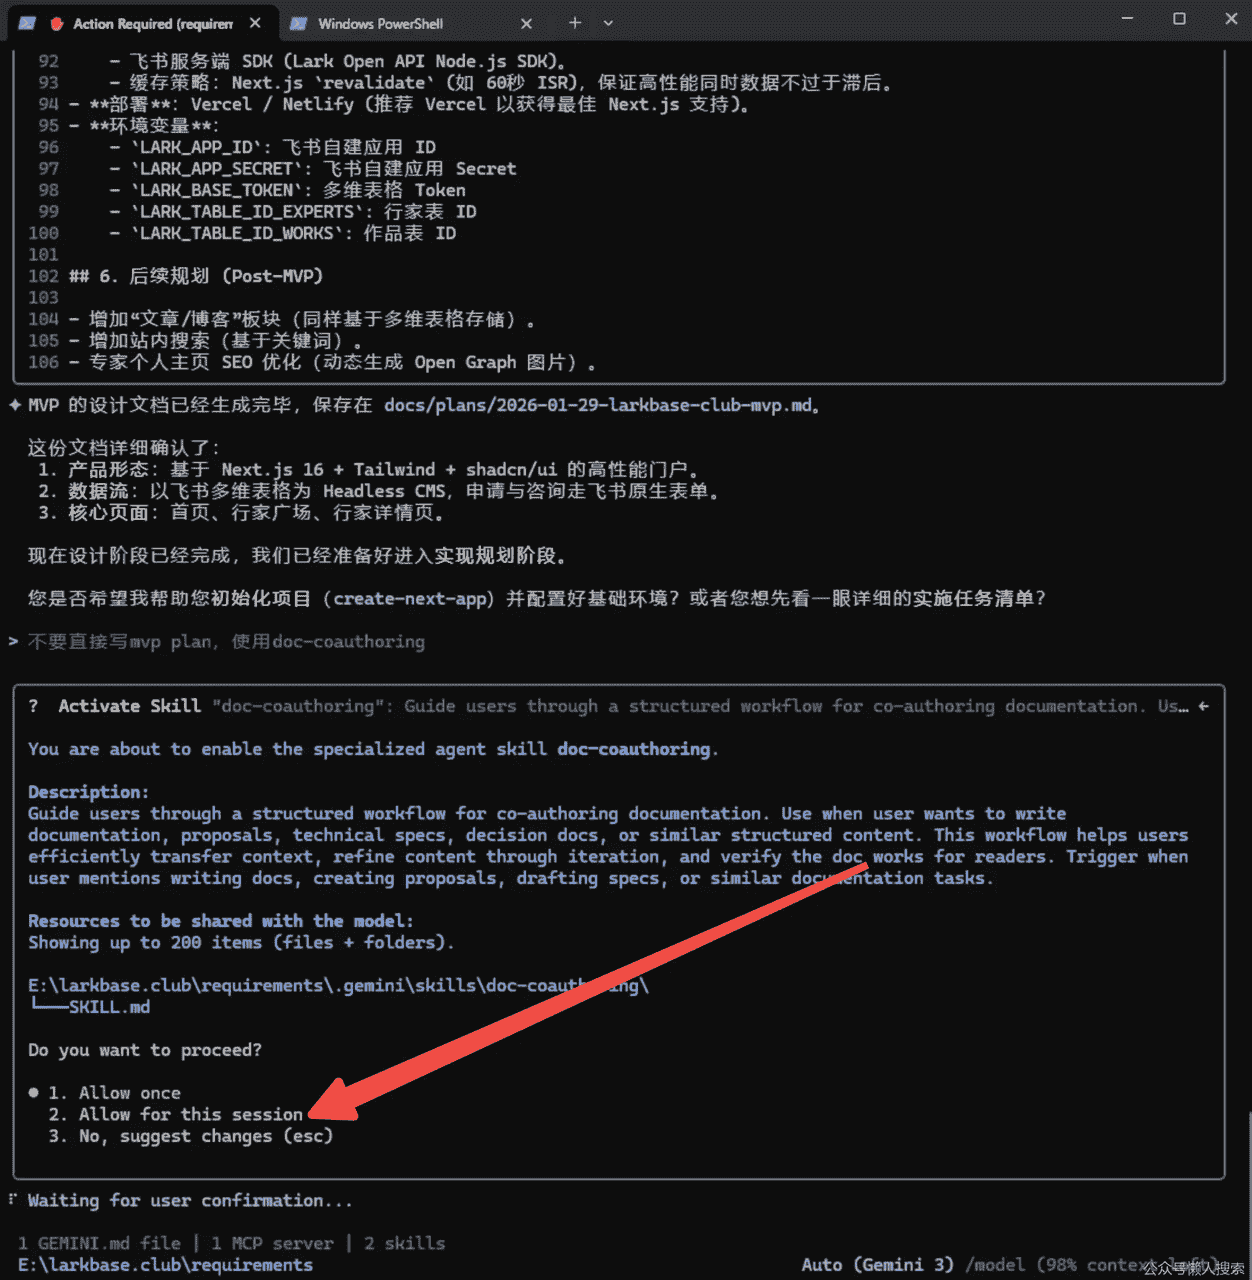 Action Required (requirem
Windows PowerShell
92 - 飞书服务端 SDK (Lark Open API Node.js SDK)。
93 - 缓存策略: Next.js `revalidate` (如 60秒 ISR), 保证高性能同时数据不过于滞后。
94 - **部署**: Vercel / Netlify (推荐 Vercel 以获得最佳 Next.js 支持)。
95 - **环境变量**:
96 - `LARK_APP_ID`: 飞书自建应用 ID
97 - `LARK_APP_SECRET`: 飞书自建应用 Secret
98 - `LARK_BASE_TOKEN`: 多维表格 Token
99 - `LARK_TABLE_ID_EXPERTS`: 行家表 ID
100 - `LARK_TABLE_ID_WORKS`: 作品表 ID
101
102 ## 6. 后续规划 (Post-MVP)
103
104 - 增加“文章/博客”板块 (同样基于多维表格存储) 。
105 - 增加站内搜索 (基于关键词) 。
106 - 专家个人主页 SEO 优化 (动态生成 Open Graph 图片) 。
✦ MVP 的设计文档已经生成完毕, 保存在 docs/plans/2026-01-29-larkbase-club-mvp.md。
这份文档详细确认了:
1. 产品形态: 基于 Next.js 16 + Tailwind + shadcn/ui 的高性能门户。
2. 数据流: 以飞书多维表格为 Headless CMS, 申请与咨询走飞书原生表单。
3. 核心页面: 首页、行家广场、行家详情页。
现在设计阶段已经完成, 我们已经准备好进入实现规划阶段。
您是否希望我帮助您初始化项目 (create-next-app) 并配置好基础环境? 或者您想先看一眼详细的实施任务清单?
> 不要直接写mvp plan, 使用doc-coauthoring
? Activate Skill "doc-coauthoring": Guide users through a structured workflow for co-authoring documentation. Us… ←
You are about to enable the specialized agent skill doc-coauthoring.
Description:
Guide users through a structured workflow for co-authoring documentation. Use when user wants to write
documentation, proposals, technical specs, decision docs, or similar structured content. This workflow helps users
efficiently transfer context, refine content through iteration, and verify the doc works for readers. Trigger when
user mentions writing docs, creating proposals, drafting specs, or similar documentation tasks.
Resources to be shared with the model:
Showing up to 200 items (files + folders).
E:\larkbase.club\requirements\.gemini\skills\doc-coauthoring\
└───SKILL.md
Do you want to proceed?
● 1. Allow once
2. Allow for this session
3. No, suggest changes (esc)
Waiting for user confirmation...
1 GEMINI.md file | 1 MCP server | 2 skills
E:\larkbase.club\requirements
Auto (Gemini 3) /model (98% context left)
公众号懒人搜索